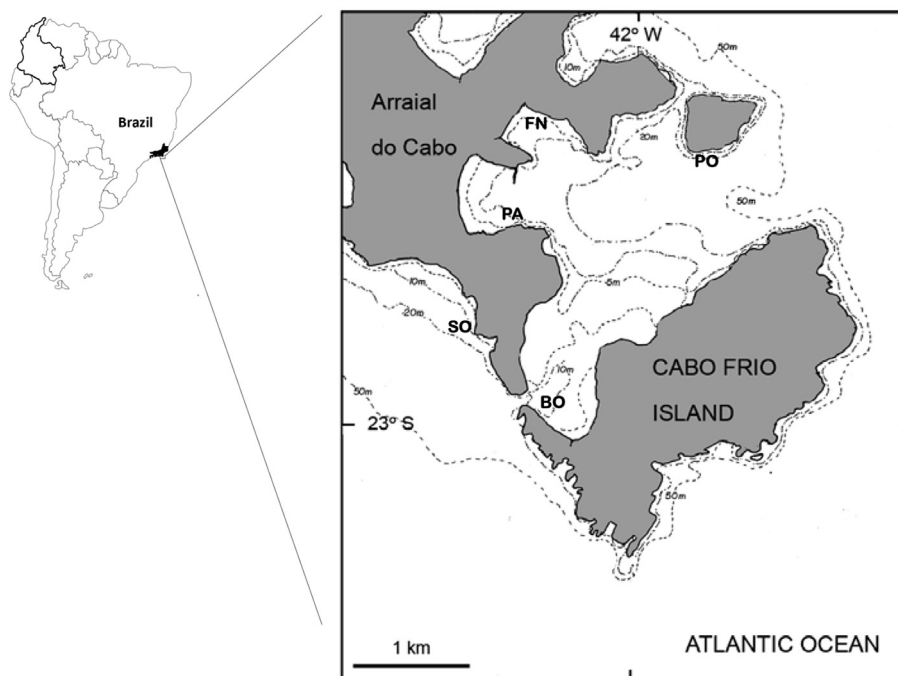 Brazil
42º W
50m
10m
Arraial
do Cabo
FN
20m
PO
50m
PA
10m
20m
SO
5m
10m
50m
BO
CABO FRIO
ISLAND
23º S
50m
1 km
ATLANTIC OCEAN